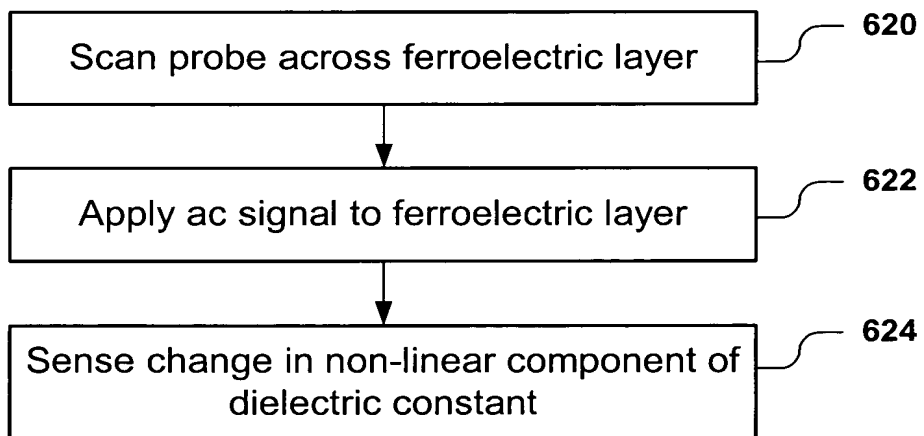 Scan probe across ferroelectric layer
620
Apply ac signal to ferroelectric layer
622
Sense change in non-linear component of
dielectric constant
624